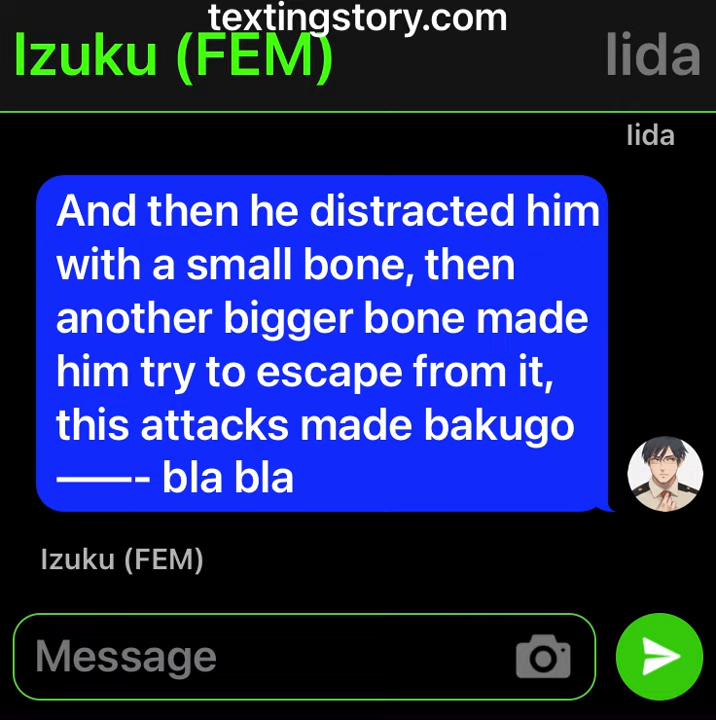 textingstory.com
Izuku (FEM)
Iida
Iida
And then he distracted him
with a small bone, then
another bigger bone made
him try to escape from it,
this attacks made bakugo
——- bla bla
Izuku (FEM)
Message